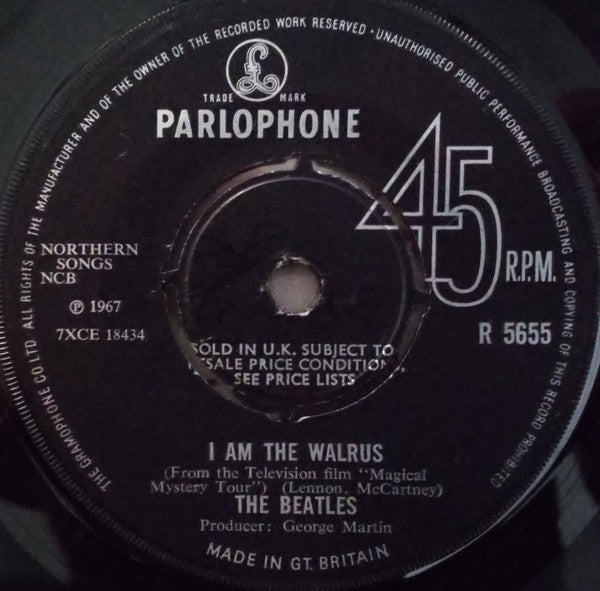 THE GRAMOPHONE CO LTD. ALL RIGHTS OF THE MANUFACTURER AND OF THE OWNER OF THE RECORDED WORK RESERVED · UNAUTHORISED PUBLIC PERFORMANCE BROADCASTING AND COPYING OF THIS RECORD PROHIBITED
£
TRADE MARK
PARLOPHONE
45
R.P.M.
NORTHERN
SONGS
NCB
℗ 1967
7XCE 18434
R 5655
SOLD IN U.K. SUBJECT TO
RESALE PRICE CONDITIONS,
SEE PRICE LISTS
I AM THE WALRUS
(From the Television film "Magical
Mystery Tour") (Lennon, McCartney)
THE BEATLES
Producer: George Martin
MADE IN GT. BRITAIN